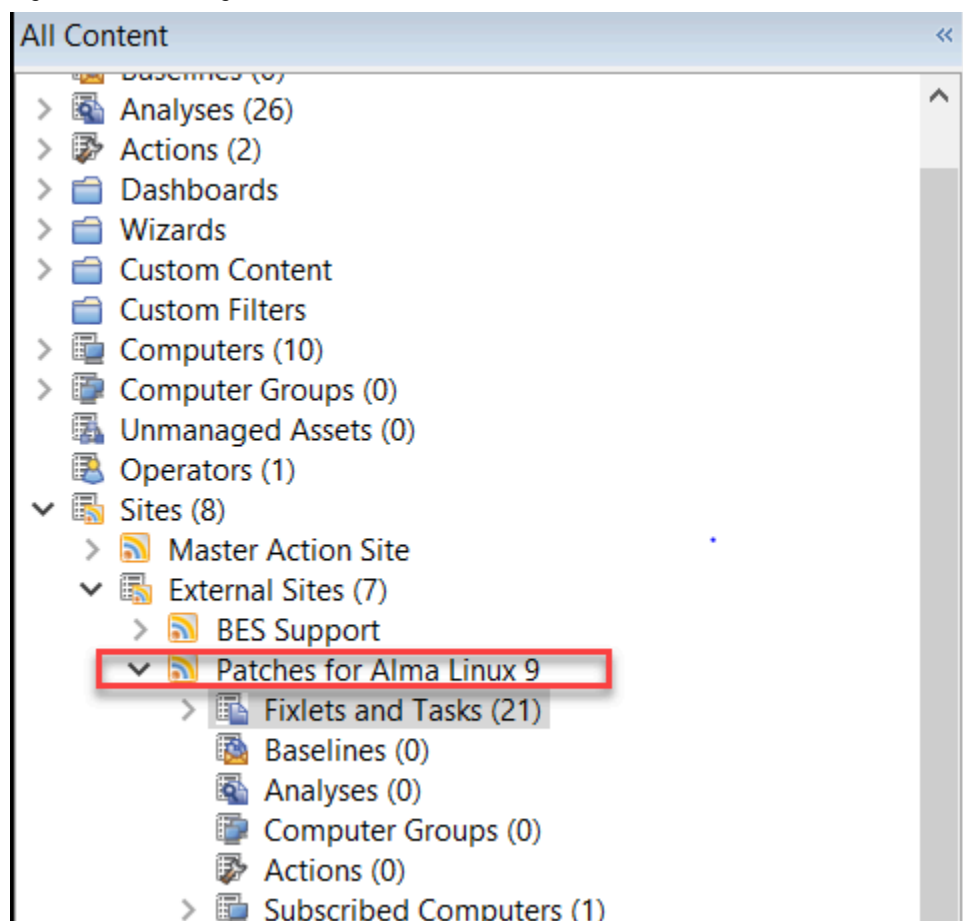 All Content
Baselines (0)
Analyses (26)
Actions (2)
Dashboards
Wizards
Custom Content
Custom Filters
Computers (10)
Computer Groups (0)
Unmanaged Assets (0)
Operators (1)
Sites (8)
Master Action Site
External Sites (7)
BES Support
Patches for Alma Linux 9
Fixlets and Tasks (21)
Baselines (0)
Analyses (0)
Computer Groups (0)
Actions (0)
Subscribed Computers (1)